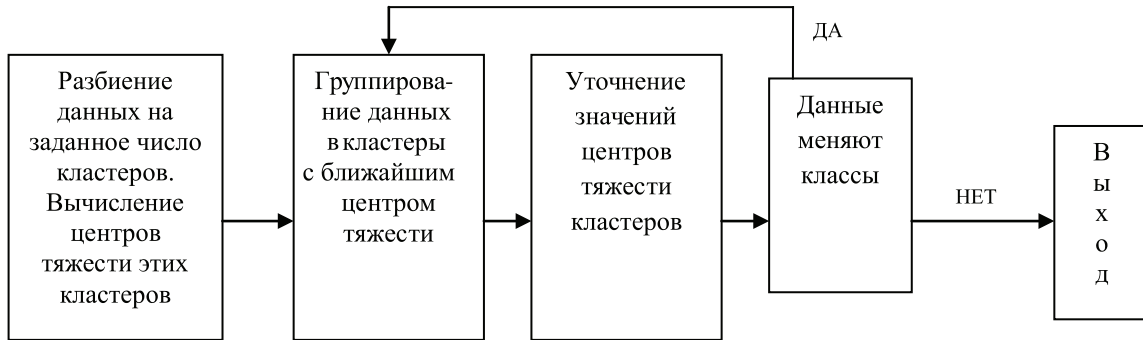 Разбиение
данных на
заданное число
кластеров.
Вычисление
центров
тяжести этих
кластеров
Группирова-
ние данных
в кластеры
с ближайшим
центром
тяжести
Уточнение
значений
центров
тяжести
кластеров
ДА
Данные
меняют
классы
НЕТ
В
ы
х
о
д